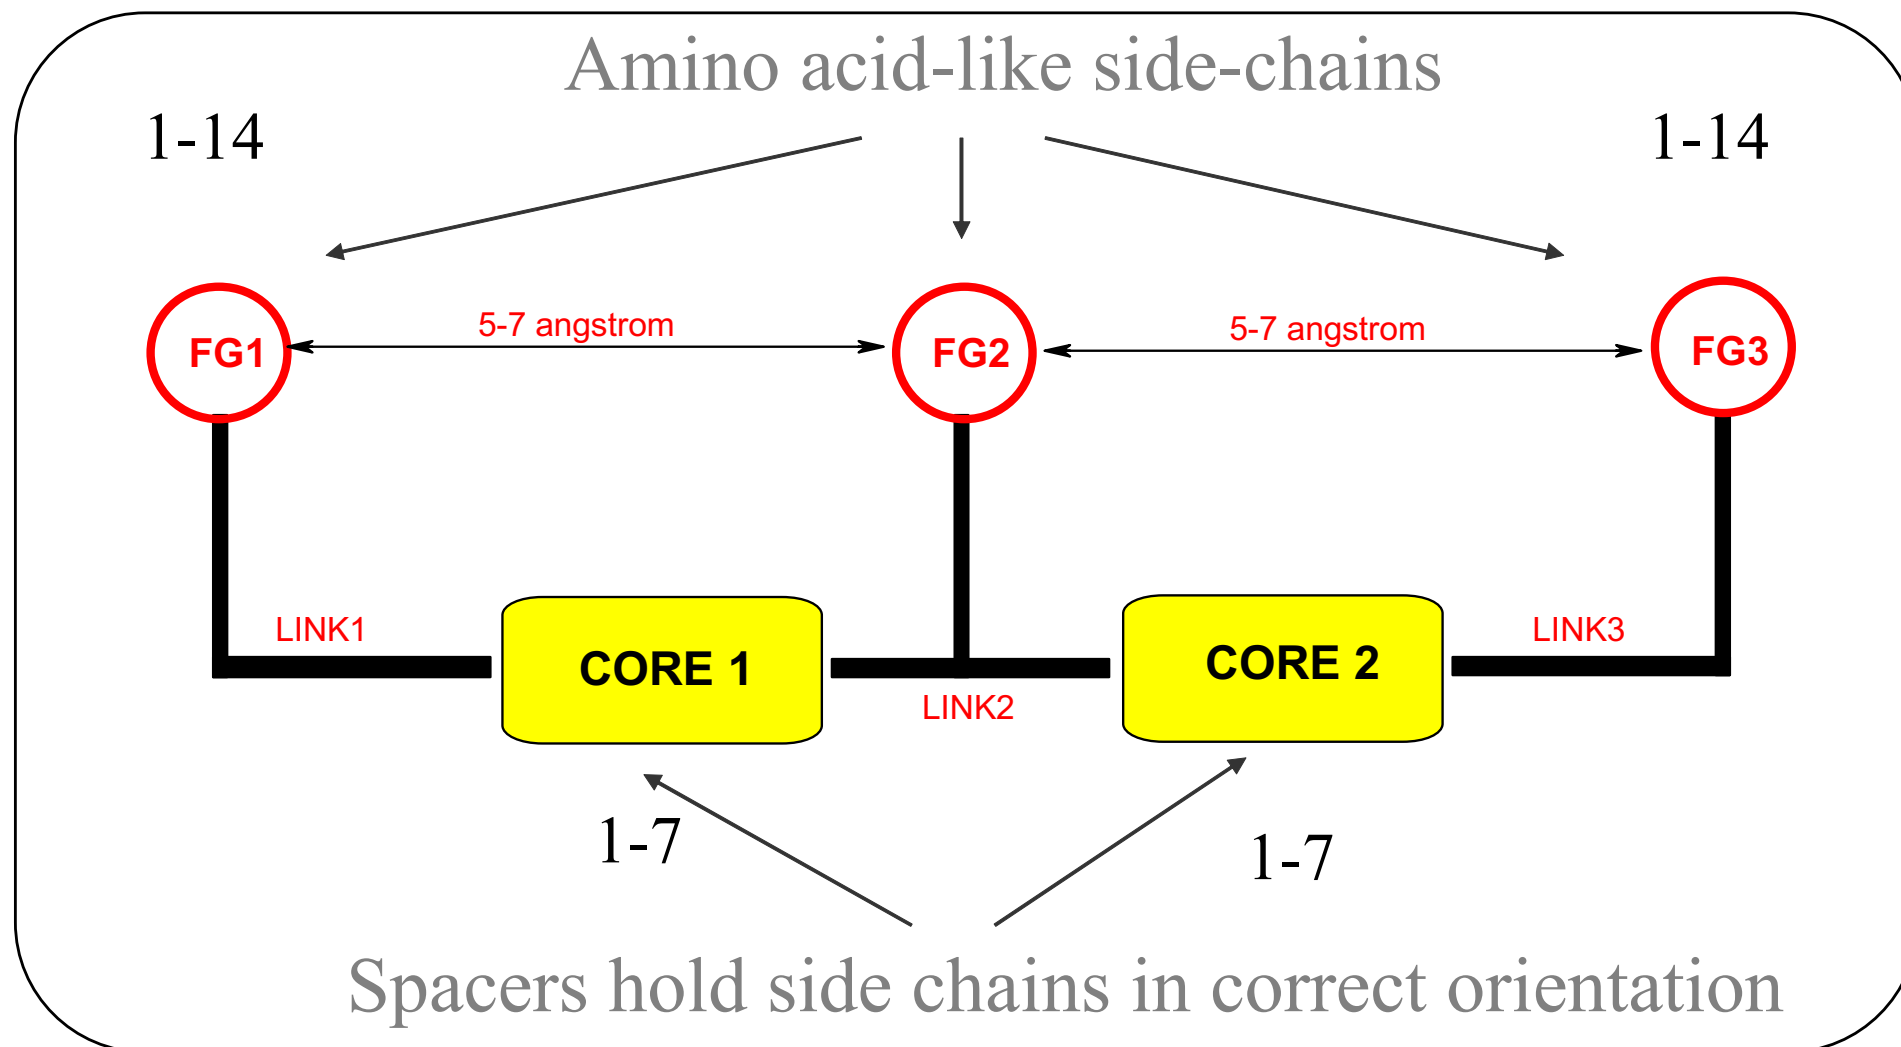 Amino acid-like side-chains
1-14
1-14
5-7 angstrom
5-7 angstrom
FG1
FG2
FG3
LINK1
LINK3
CORE 1
CORE 2
LINK2
1-7
1-7
Spacers hold side chains in correct orientation